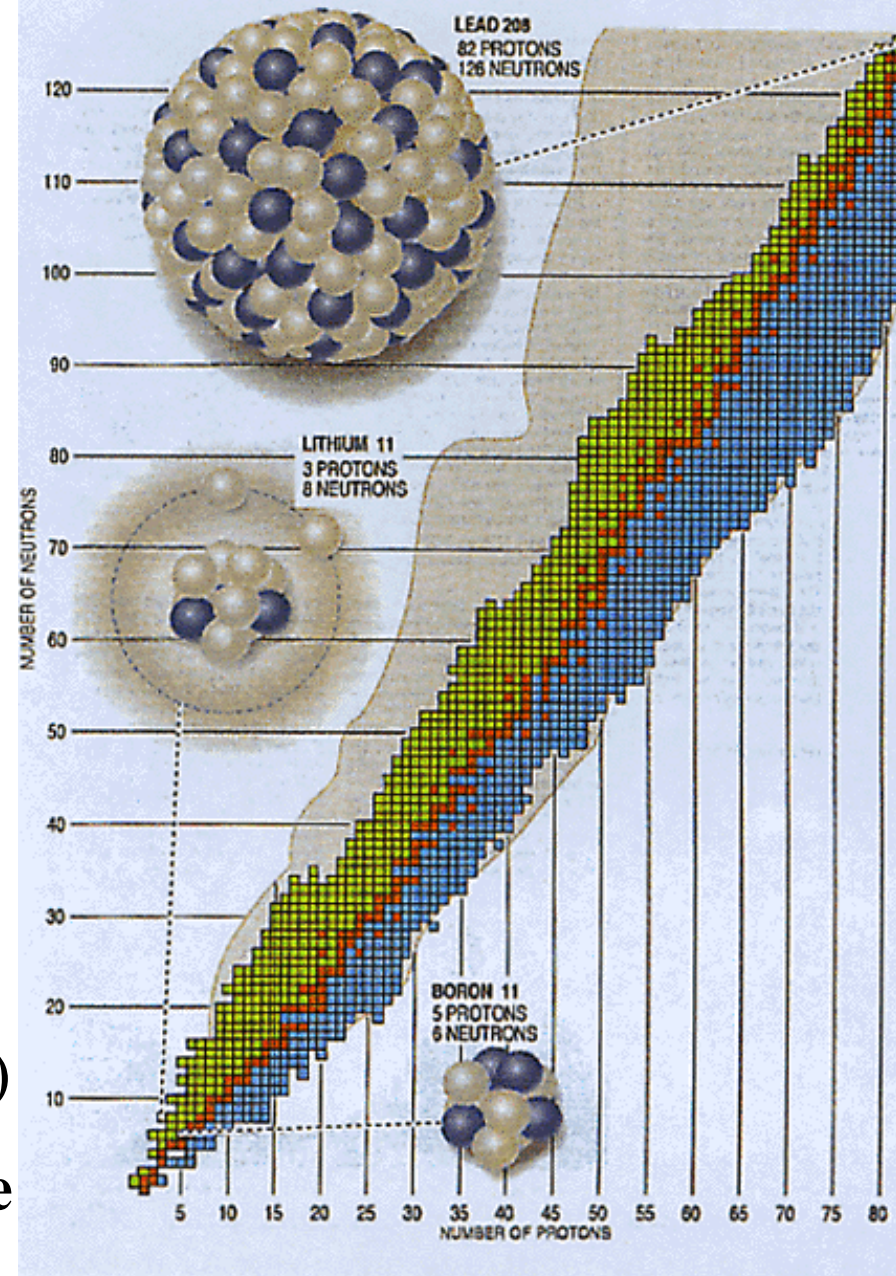 LEAD 208
82 PROTONS
126 NEUTRONS
120
110
100
90
80
70
60
50
40
30
20
10
NUMBER OF NEUTRONS
LITHIUM 11
3 PROTONS
8 NEUTRONS
BORON 11
5 PROTONS
6 NEUTRONS
)
e
5 10 15 20 25 30 35 40 45 50 55 60 65 70 75 80
NUMBER OF PROTONS